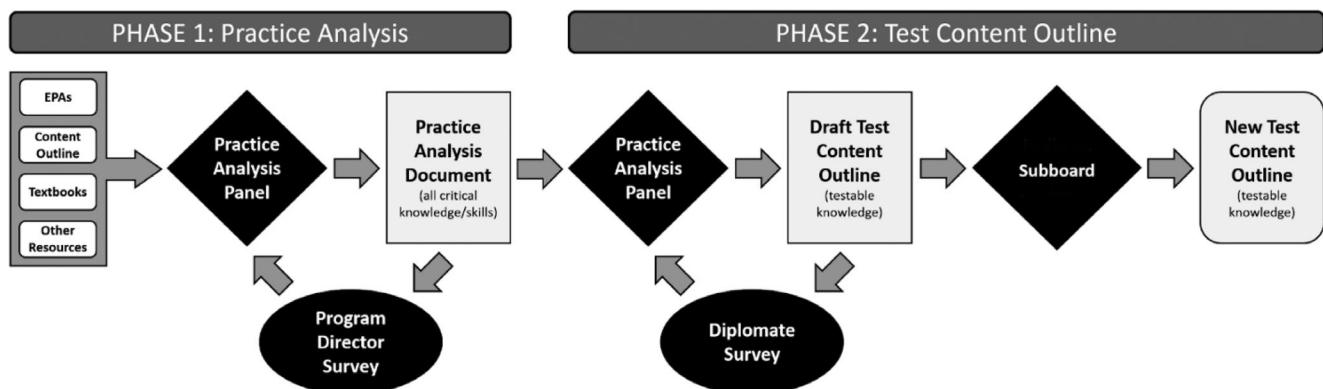 PHASE 1: Practice Analysis
PHASE 2: Test Content Outline
EPAs
Content
Outline
Textbooks
Other
Resources
Practice
Analysis
Panel
Practice
Analysis
Document
(all critical
knowledge/skills)
Program
Director
Survey
Practice
Analysis
Panel
Draft Test
Content
Outline
(testable
knowledge)
Diplomate
Survey
Subboard
New Test
Content
Outline
(testable
knowledge)